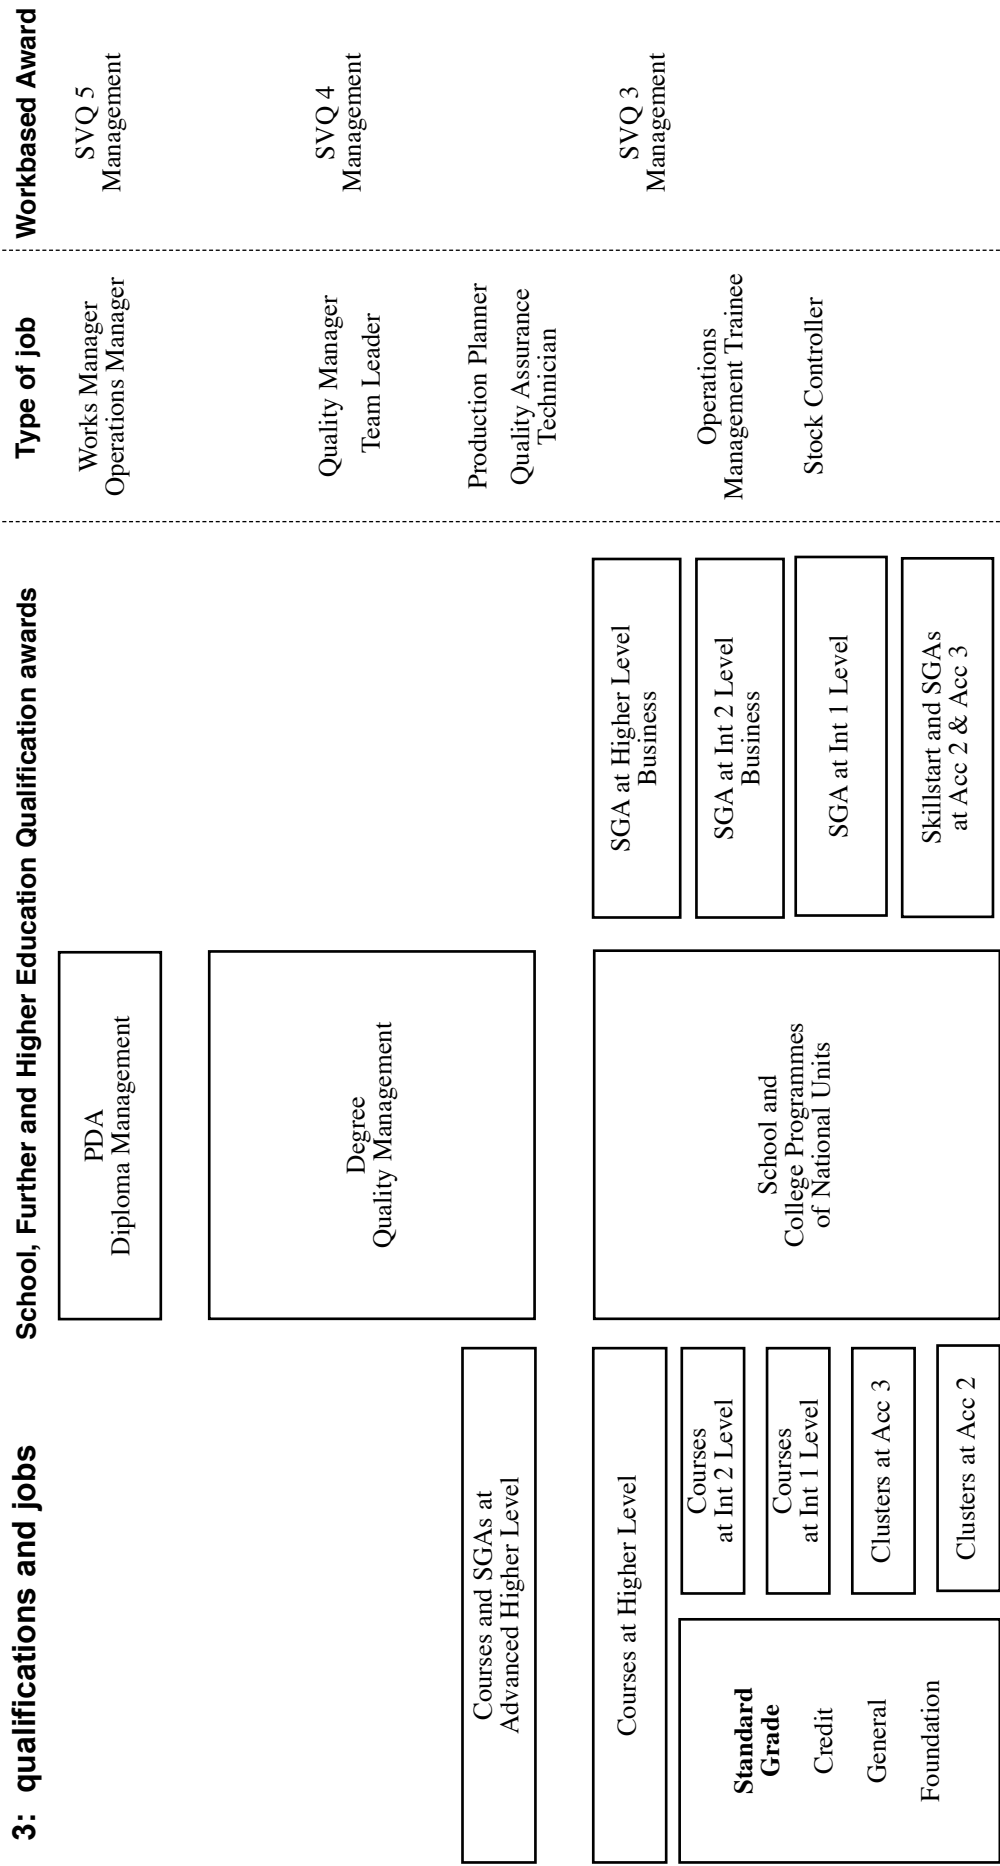 3: qualifications and jobs
School, Further and Higher Education Qualification awards
Type of job
Workbased Award
PDA
Diploma Management
Works Manager
Operations Manager
SVQ 5
Management
Degree
Quality Management
Quality Manager
Team Leader
SVQ 4
Management
Courses and SGAs at
Advanced Higher Level
Production Planner
Quality Assurance
Technician
Courses at Higher Level
School and
College Programmes
of National Units
SGA at Higher Level
Business
SVQ 3
Management
Standard
Grade
Credit
General
Foundation
Courses
at Int 2 Level
SGA at Int 2 Level
Business
Operations
Management Trainee
Courses
at Int 1 Level
SGA at Int 1 Level
Stock Controller
Clusters at Acc 3
Clusters at Acc 2
Skillstart and SGAs
at Acc 2 & Acc 3